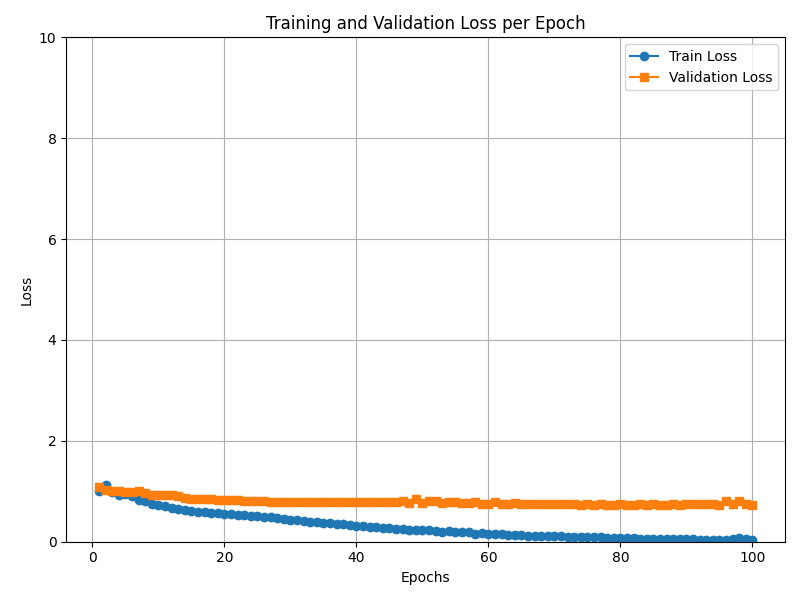 Training and Validation Loss per Epoch
Train Loss
Validation Loss
Loss
10
8
6
4
2
0
0 20 40 60 80 100
Epochs